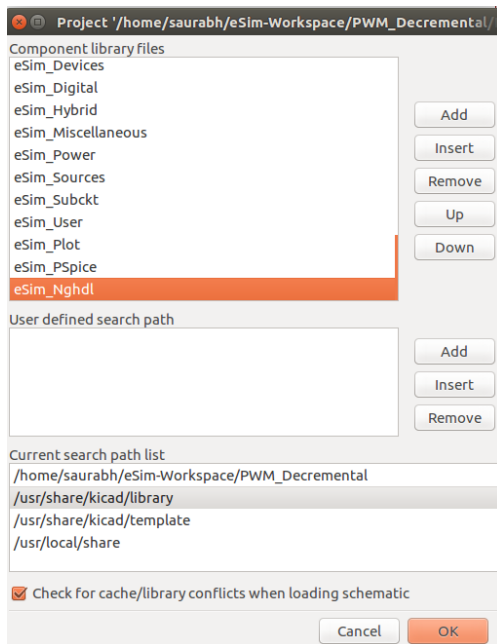 Project '/home/saurabh/eSim-Workspace/PWM_Decremental/
Component library files
eSim_Devices
eSim_Digital
eSim_Hybrid
eSim_Miscellaneous
eSim_Power
eSim_Sources
eSim_Subckt
eSim_User
eSim_Plot
eSim_PSpice
eSim_Nghdl
Add
Insert
Remove
Up
Down
User defined search path
Add
Insert
Remove
Current search path list
/home/saurabh/eSim-Workspace/PWM_Decremental
/usr/share/kicad/library
/usr/share/kicad/template
/usr/local/share
Check for cache/library conflicts when loading schematic
Cancel
OK